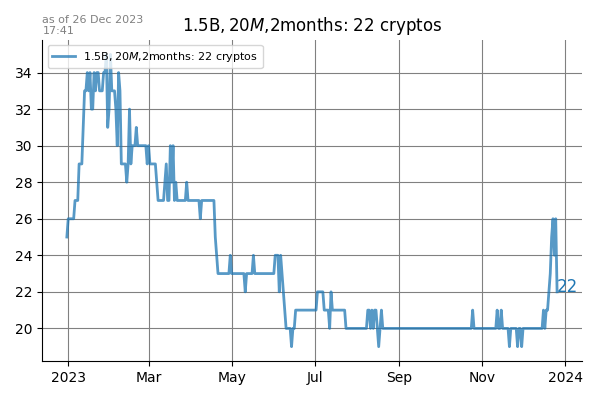 as of 26 Dec 2023
17:41
1.5B, 20M,2months: 22 cryptos
1.5B, 20M,2months: 22 cryptos
34
32
30
28
26
24
22
20
22
2023
Mar
May
Jul
Sep
Nov
2024